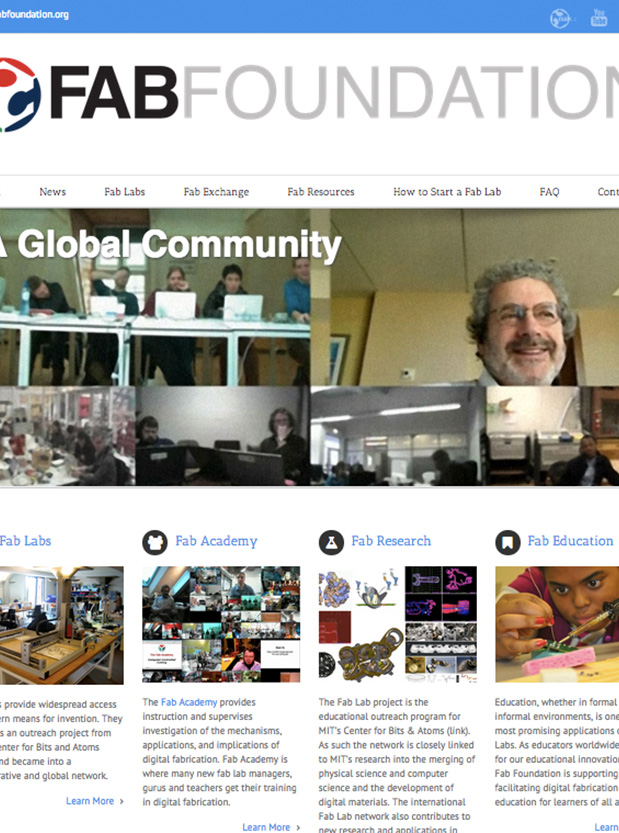 bfoundation.org
You
Tube
FABFOUNDATION
News
Fab Labs
Fab Exchange
Fab Resources
How to Start a Fab Lab
FAQ
Cont
A Global Community
Fab Labs
Fab Academy
Fab Research
Fab Education
s provide widespread access
ern means for invention. They
s an outreach project from
enter for Bits and Atoms
nd became into a
rative and global network.
Learn More ›
The Fab Academy provides
instruction and supervises
investigation of the mechanisms,
applications, and implications of
digital fabrication. Fab Academy is
where many new fab lab managers,
gurus and teachers get their training
in digital fabrication.
Learn More ›
The Fab Lab project is the
educational outreach program for
MIT's Center for Bits & Atoms (link).
As such the network is closely linked
to MIT's research into the merging of
physical science and computer
science and the development of
digital materials. The international
Fab Lab network also contributes to
new research and applications in
Education, whether in formal
informal environments, is one
most promising applications o
Labs. As educators worldwide
for our educational innovatio
Fab Foundation is supporting
facilitating digital fabrication
education for learners of all a
Learn